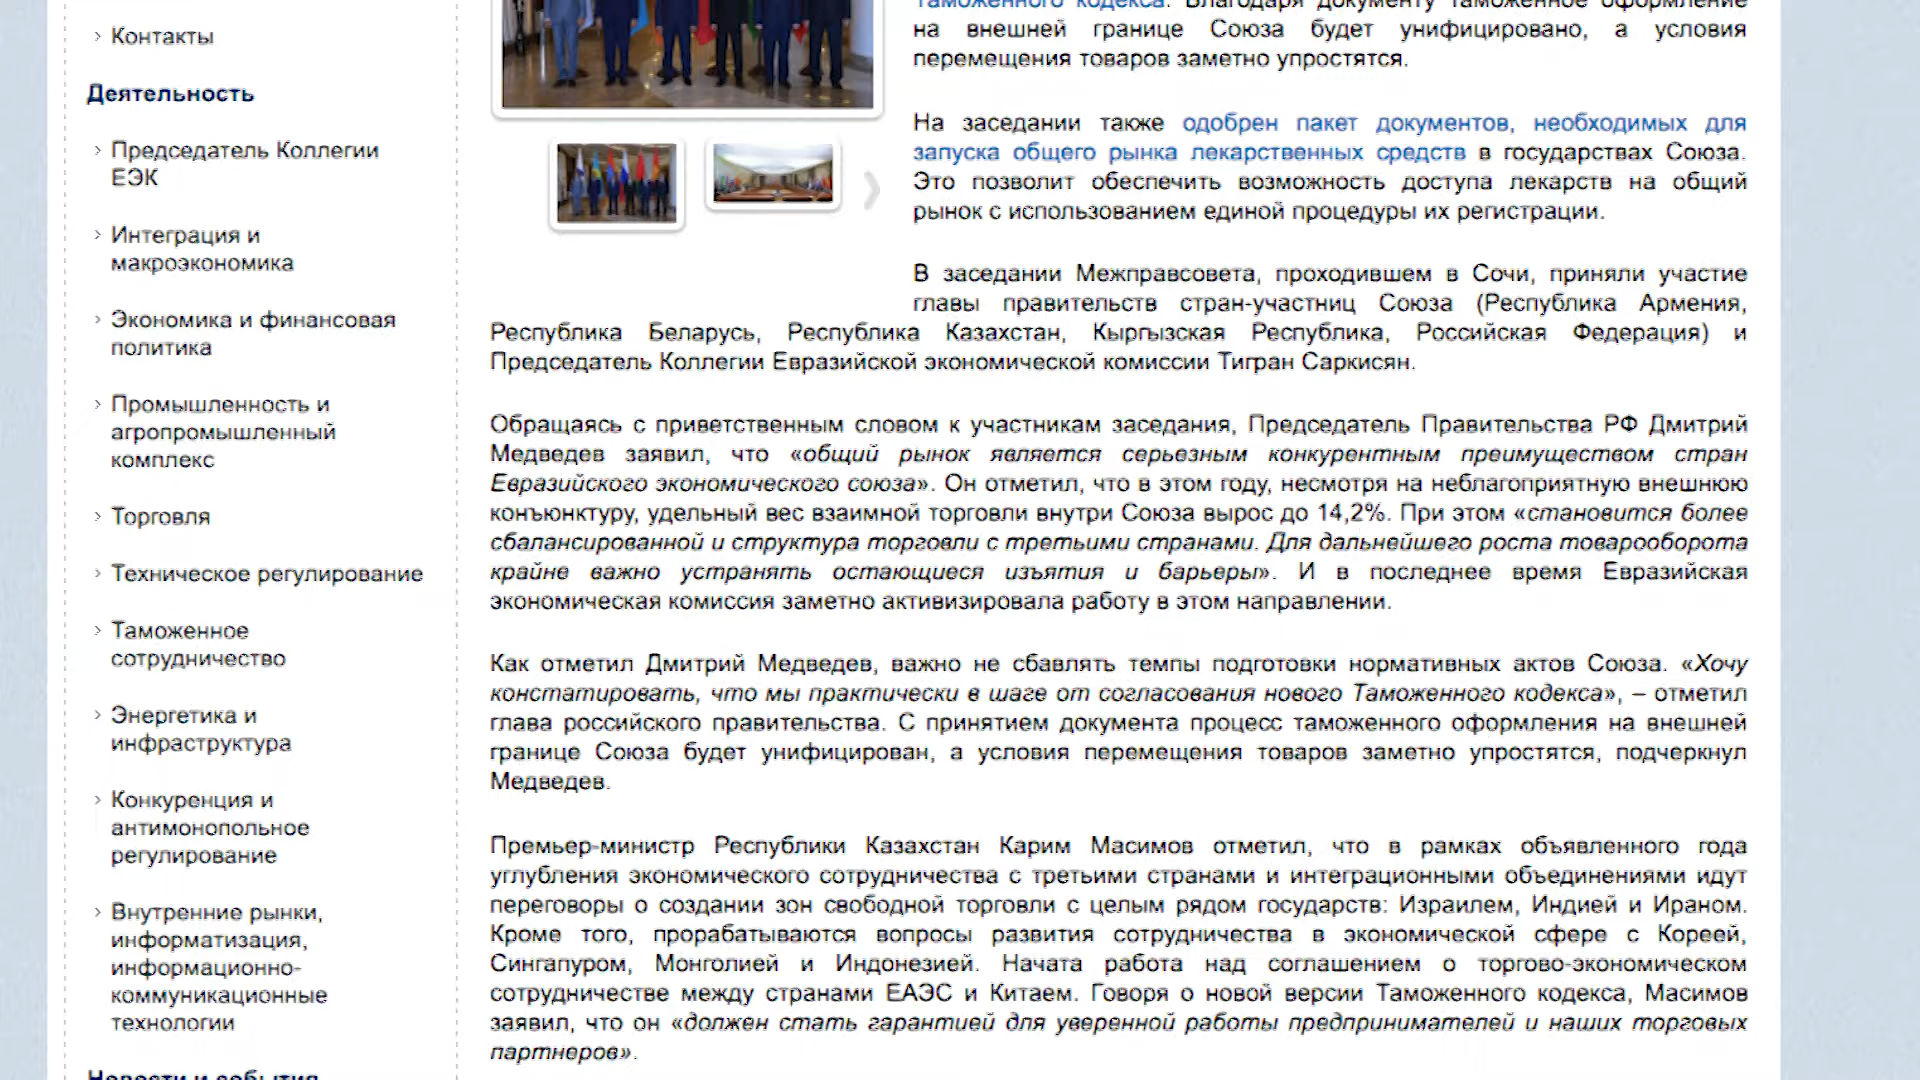 Контакты
Деятельность
Председатель Коллегии
ЕЭК
Интеграция и
макроэкономика
Экономика и финансовая
политика
Промышленность и
агропромышленный
комплекс
Торговля
Техническое регулирование
Таможенное
сотрудничество
Энергетика и
инфраструктура
Конкуренция и
антимонопольное
регулирование
Внутренние рынки,
информатизация,
информационно-
коммуникационные
технологии
Новости и события
Таможенного кодекса. Благодаря документу таможенное оформление
на внешней границе Союза будет унифицировано, а условия
перемещения товаров заметно упростятся.
На заседании также одобрен пакет документов, необходимых для
запуска общего рынка лекарственных средств в государствах Союза.
Это позволит обеспечить возможность доступа лекарств на общий
рынок с использованием единой процедуры их регистрации.
В заседании Межправсовета, проходившем в Сочи, приняли участие
главы правительств стран-участниц Союза (Республика Армения,
Республика Беларусь, Республика Казахстан, Кыргызская Республика, Российская Федерация) и
Председатель Коллегии Евразийской экономической комиссии Тигран Саркисян.
Обращаясь с приветственным словом к участникам заседания, Председатель Правительства РФ Дмитрий
Медведев заявил, что «общий рынок является серьезным конкурентным преимуществом стран
Евразийского экономического союза». Он отметил, что в этом году, несмотря на неблагоприятную внешнюю
конъюнктуру, удельный вес взаимной торговли внутри Союза вырос до 14,2%. При этом «становится более
сбалансированной и структура торговли с третьими странами. Для дальнейшего роста товарооборота
крайне важно устранять остающиеся изъятия и барьеры». И в последнее время Евразийская
экономическая комиссия заметно активизировала работу в этом направлении.
Как отметил Дмитрий Медведев, важно не сбавлять темпы подготовки нормативных актов Союза. «Хочу
констатировать, что мы практически в шаге от согласования нового Таможенного кодекса», – отметил
глава российского правительства. С принятием документа процесс таможенного оформления на внешней
границе Союза будет унифицирован, а условия перемещения товаров заметно упростятся, подчеркнул
Медведев.
Премьер-министр Республики Казахстан Карим Масимов отметил, что в рамках объявленного года
углубления экономического сотрудничества с третьими странами и интеграционными объединениями идут
переговоры о создании зон свободной торговли с целым рядом государств: Израилем, Индией и Ираном.
Кроме того, прорабатываются вопросы развития сотрудничества в экономической сфере с Кореей,
Сингапуром, Монголией и Индонезией. Начата работа над соглашением о торгово-экономическом
сотрудничестве между странами ЕАЭС и Китаем. Говоря о новой версии Таможенного кодекса, Масимов
заявил, что он «должен стать гарантией для уверенной работы предпринимателей и наших торговых
партнеров».